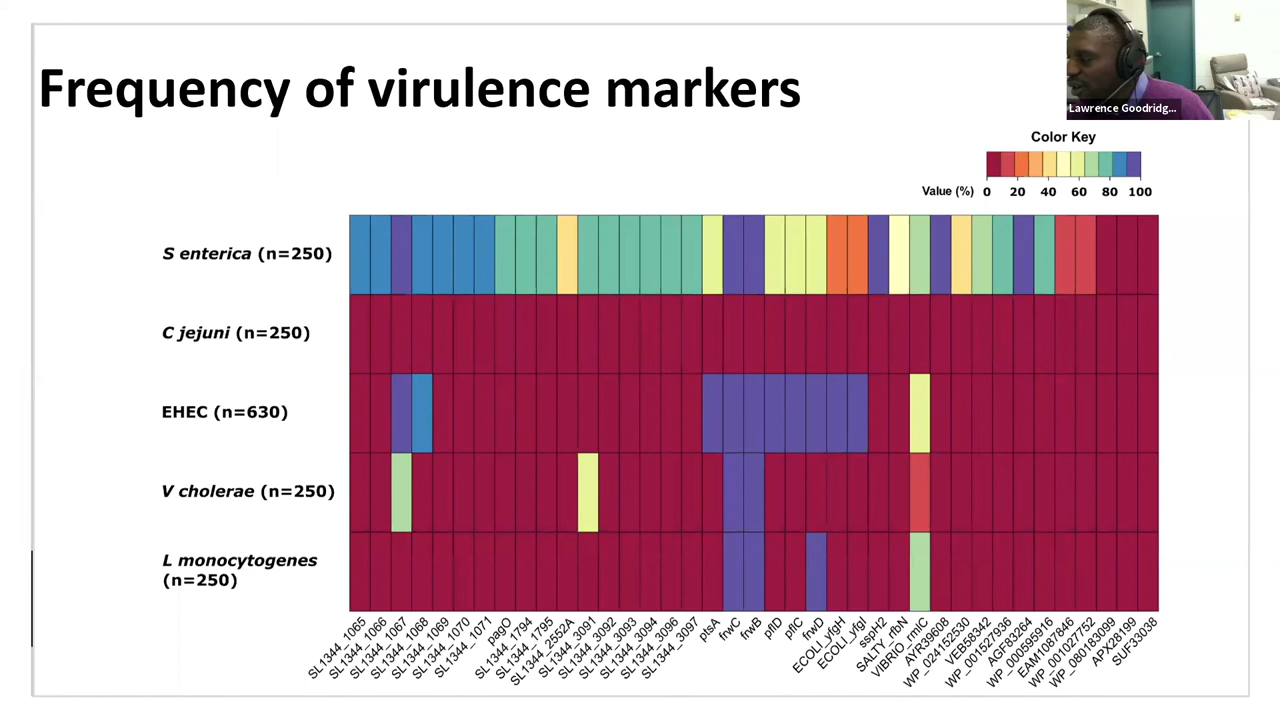 Frequency of virulence markers
Lawrence Goodridg...
Color Key
Value (%) 0 20 40 60 80 100
S enterica (n=250)
C jejuni (n=250)
EHEC (n=630)
V cholerae (n=250)
L monocytogenes
(n=250)
SL1344_1065
SL1344_1066
SL1344_1067
SL1344_1068
SL1344_1069
SL1344_1070
SL1344_1071
pagO
SL1344_1794
SL1344_1795
SL1344_2552A
SL1344_3091
SL1344_3092
SL1344_3093
SL1344_3094
SL1344_3096
SL1344_3097
ptsA
frwC
frwB
pflD
pflC
frwD
ECOLI_yfgH
ECOLI_yfgI
sspH2
SALTY_rfbN
VIBRIO_rmlC
AYR39608
WP_024152530
VEB58342
WP_001527936
AGF83284
WP_000595916
EAM1097846
WP_001027752
WP_080183099
APX28199
SUF33038